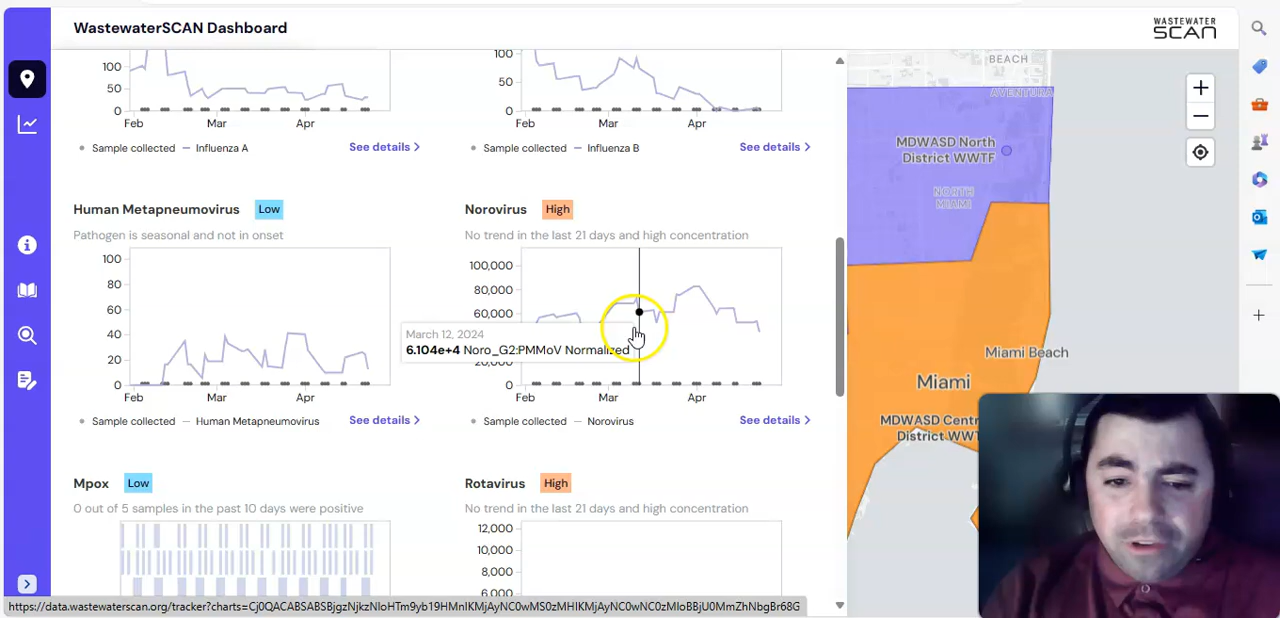 WastewaterSCAN Dashboard
WASTEWATER
SCAN
100
50
0
Feb
Mar
Apr
Sample collected
Influenza A
See details >
100
50
0
Feb
Mar
Apr
Sample collected
Influenza B
See details >
Human Metapneumovirus
Low
Pathogen is seasonal and not in onset
100
80
60
40
20
0
Feb
Mar
Apr
Sample collected
Human Metapneumovirus
See details >
Norovirus
High
No trend in the last 21 days and high concentration
100,000
80,000
60,000
20,000
0
March 12, 2024
6.104e+4 Noro_G2:PMMoV Normalized
Feb
Mar
Apr
Sample collected
Norovirus
See details >
Mpox
Low
0 out of 5 samples in the past 10 days were positive
Rotavirus
High
No trend in the last 21 days and high concentration
12,000
10,000
8,000
6,000
BEACH
AVENTURA
MDWASD North
District WWTF
NORTH
MIAMI
Miami Beach
Miami
MDWASD Centr
District WWT
https://data.wastewaterscan.org/tracker?charts=Cj0QACABSABSBjgzNjkzNloHTm9yb19HMnIKMjAyNC0wMS0zMHIKMjAyNC0wNC0zMIoBBjU0MmZhNbgBr68G